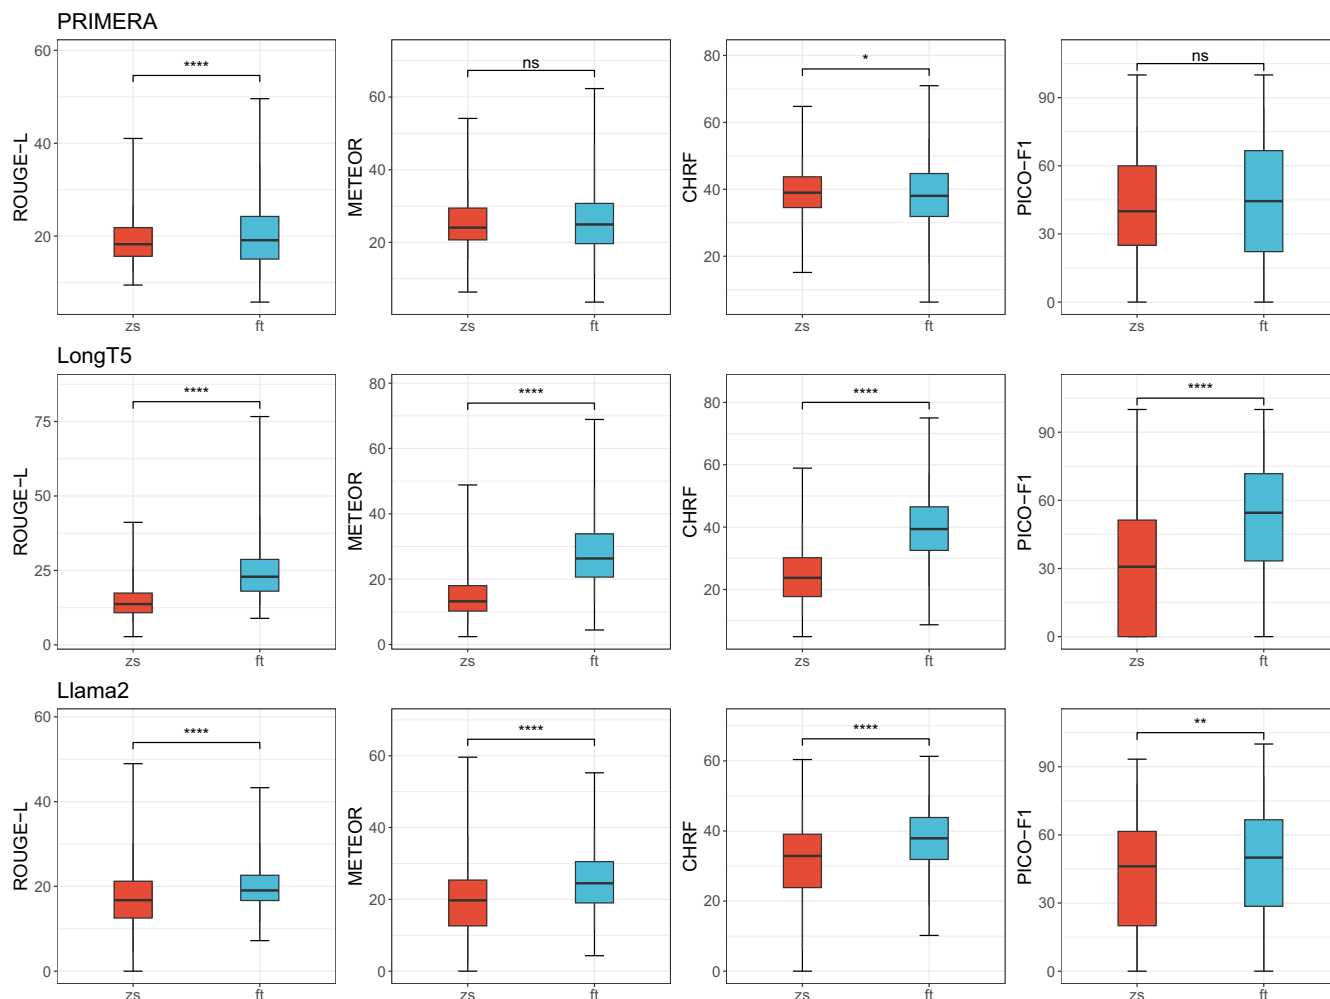 PRIMERA
ROUGE-L
60
40
20
****
zs
ft
METEOR
60
40
20
ns
zs
ft
CHRF
80
60
40
20
*
zs
ft
PICO-F1
90
60
30
0
ns
zs
ft
LongT5
ROUGE-L
75
50
25
0
****
zs
ft
METEOR
80
60
40
20
0
****
zs
ft
CHRF
80
60
40
20
****
zs
ft
PICO-F1
90
60
30
0
****
zs
ft
Llama2
ROUGE-L
60
40
20
0
****
zs
ft
METEOR
60
40
20
0
****
zs
ft
CHRF
60
40
20
0
****
zs
ft
PICO-F1
90
60
30
0
**
zs
ft